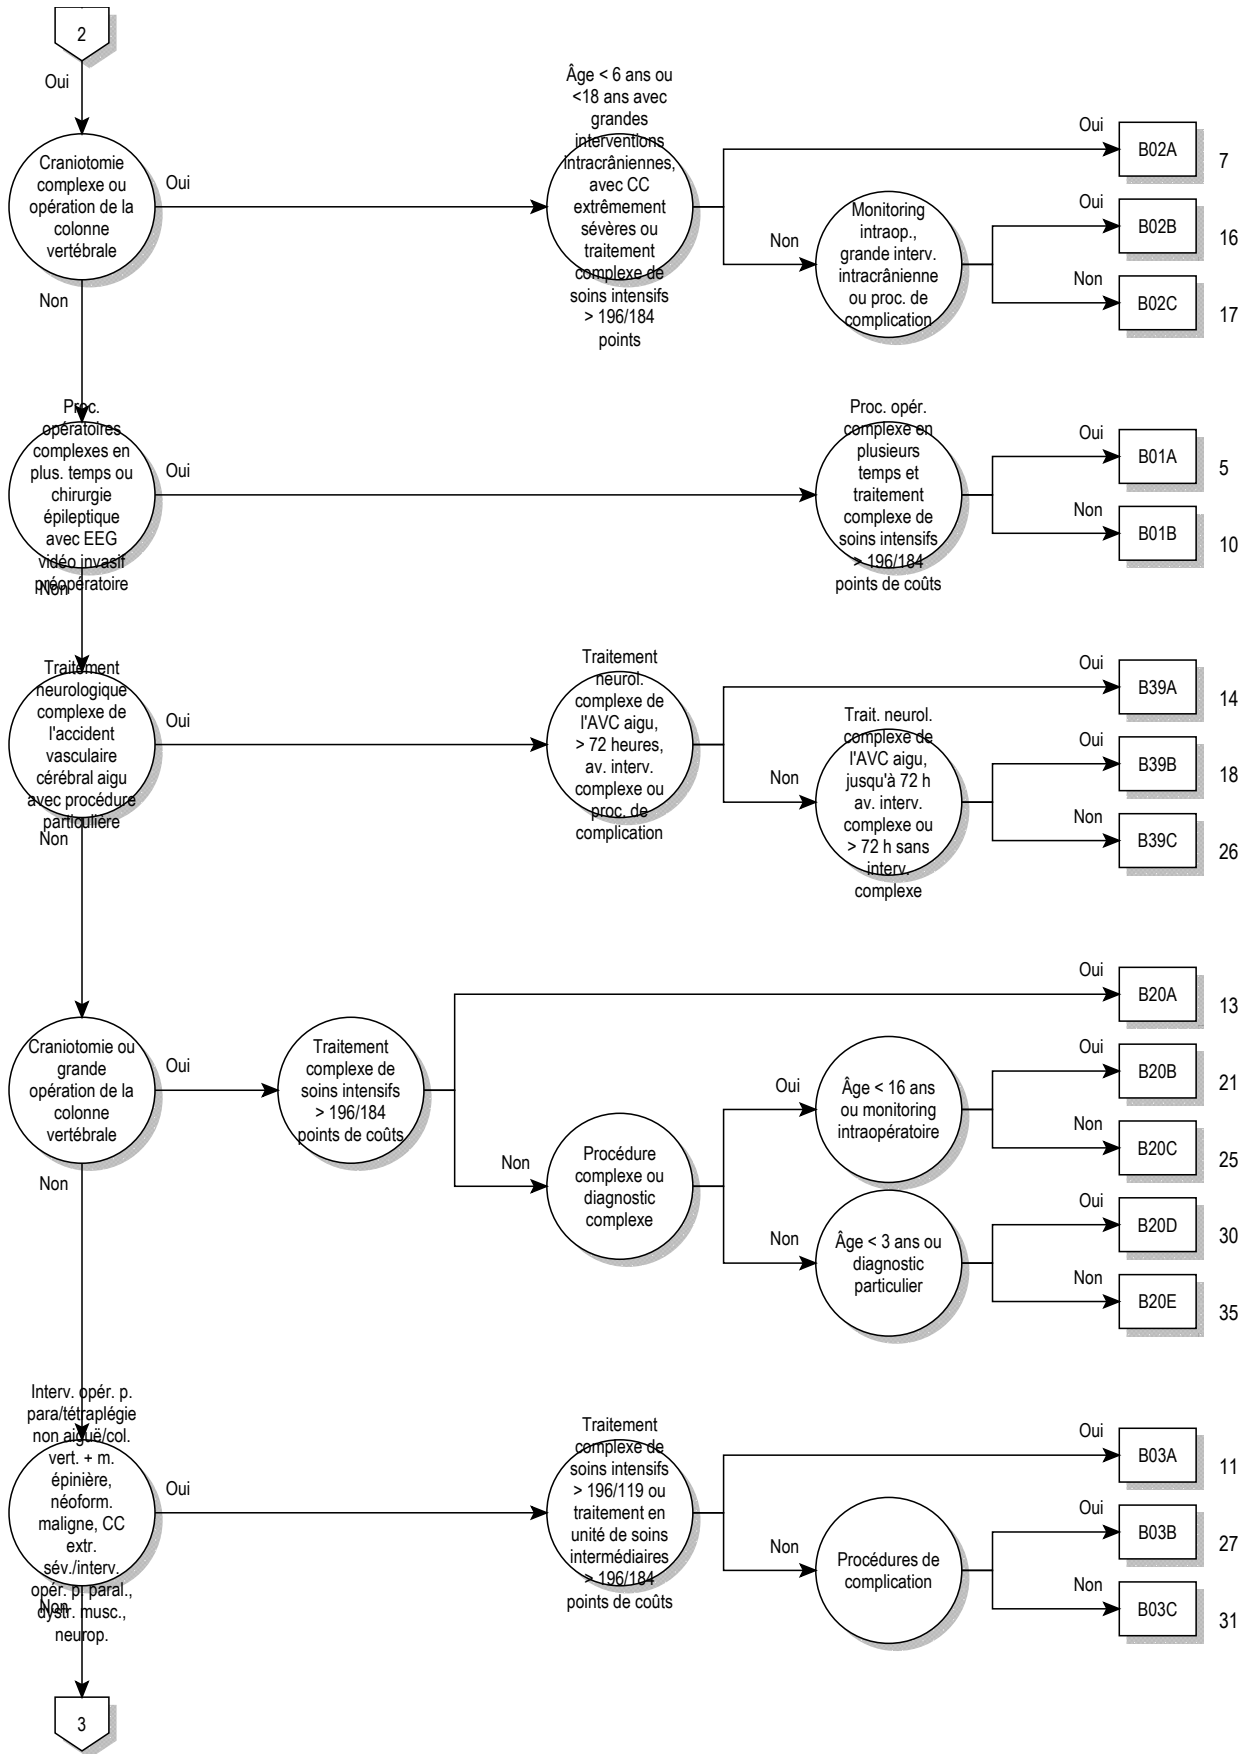 2
Oui
Craniotomie
complexe ou
opération de la
colonne
vertébrale
Oui
Non
Âge < 6 ans ou
<18 ans avec
grandes
interventions
intracrâniennes,
avec CC
extrêmement
sévères ou
traitement
complexe de
soins intensifs
> 196/184
points
Non
Monitoring
intraop.,
grande interv.
intracrânienne
ou proc. de
complication
Oui
B02A
7
Oui
B02B
16
Non
B02C
17
Proc.
opératoires
complexes en
plus. temps ou
chirurgie
épileptique
avec EEG
vidéo invasif
préopératoire
Oui
Non
Proc. opér.
complexe en
plusieurs
temps et
traitement
complexe de
soins intensifs
> 196/184
points de coûts
Oui
B01A
5
Non
B01B
10
Traitement
neurologique
complexe de
l'accident
vasculaire
cérébral aigu
avec procédure
particulière
Oui
Non
Traitement
neurol.
complexe de
l'AVC aigu,
> 72 heures,
av. interv.
complexe ou
proc. de
complication
Non
Trait. neurol.
complexe de
l'AVC aigu,
jusqu'à 72 h
av. interv.
complexe ou
> 72 h sans
interv.
complexe
Oui
B39A
14
Oui
B39B
18
Non
B39C
26
Craniotomie ou
grande
opération de la
colonne
vertébrale
Oui
Non
Traitement
complexe de
soins intensifs
> 196/184
points de coûts
Non
Procédure
complexe ou
diagnostic
complexe
Oui
Âge < 16 ans
ou monitoring
intraopératoire
Non
Âge < 3 ans ou
diagnostic
particulier
Oui
B20A
13
Oui
B20B
21
Non
B20C
25
Oui
B20D
30
Non
B20E
35
Interv. opér. p.
para/tétraplégie
non aiguë/col.
vert. + m.
épinière,
néoform.
maligne, CC
extr.
sév./interv.
opér. p. paral.,
dystr. musc.,
neurop.
Oui
Non
Traitement
complexe de
soins intensifs
> 196/119 ou
traitement en
unité de soins
intermédiaires
> 196/184
points de coûts
Non
Procédures de
complication
Oui
B03A
11
Oui
B03B
27
Non
B03C
31
3